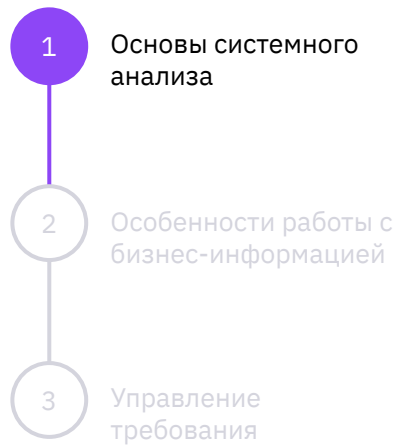 1
Основы системного
анализа
2
Особенности работы с
бизнес-информацией
3
Управление
требования